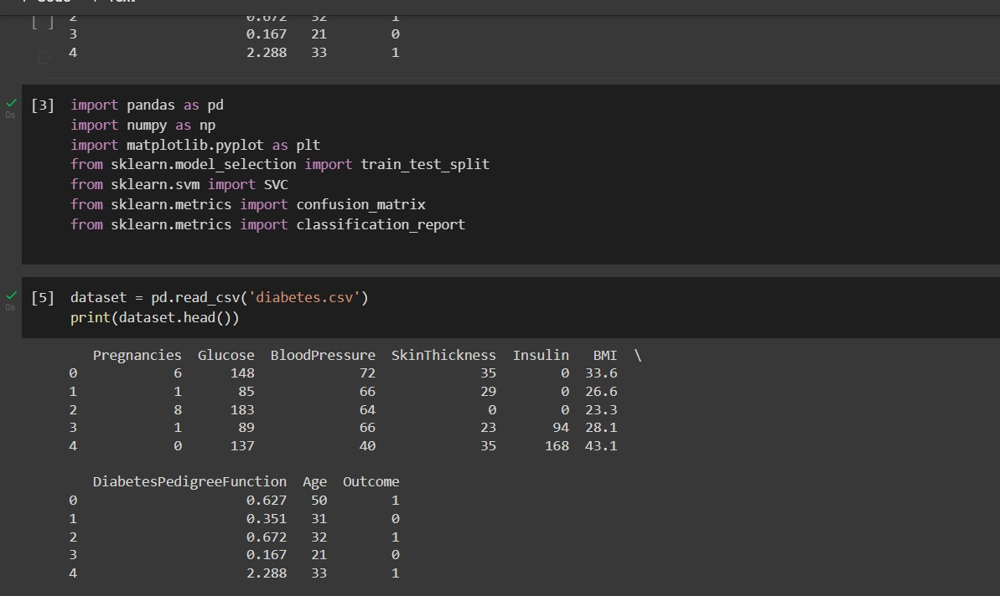 Code Text
[ ] 2 0.672 32 1
3 0.167 21 0
4 2.288 33 1
0s
[3] import pandas as pd
import numpy as np
import matplotlib.pyplot as plt
from sklearn.model_selection import train_test_split
from sklearn.svm import SVC
from sklearn.metrics import confusion_matrix
from sklearn.metrics import classification_report
0s
[5] dataset = pd.read_csv('diabetes.csv')
print(dataset.head())
Pregnancies Glucose BloodPressure SkinThickness Insulin BMI \
0 6 148 72 35 0 33.6
1 1 85 66 29 0 26.6
2 8 183 64 0 0 23.3
3 1 89 66 23 94 28.1
4 0 137 40 35 168 43.1
DiabetesPedigreeFunction Age Outcome
0 0.627 50 1
1 0.351 31 0
2 0.672 32 1
3 0.167 21 0
4 2.288 33 1